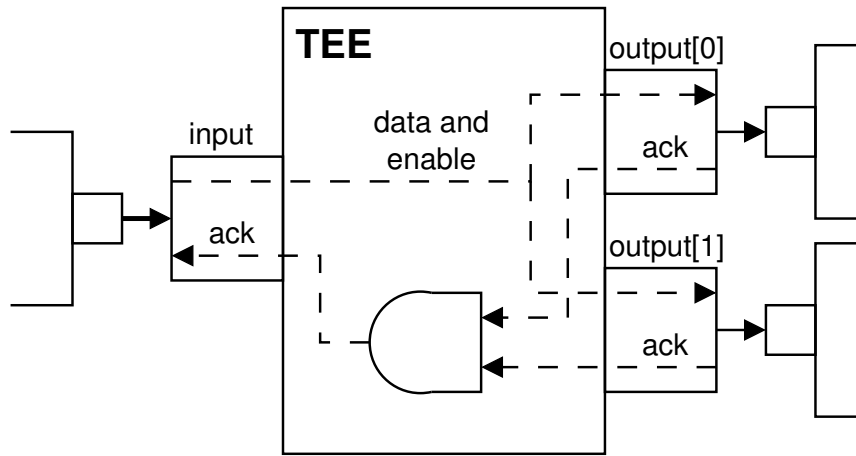 TEE
output[0]
input
data and
enable
ack
ack
output[1]
ack